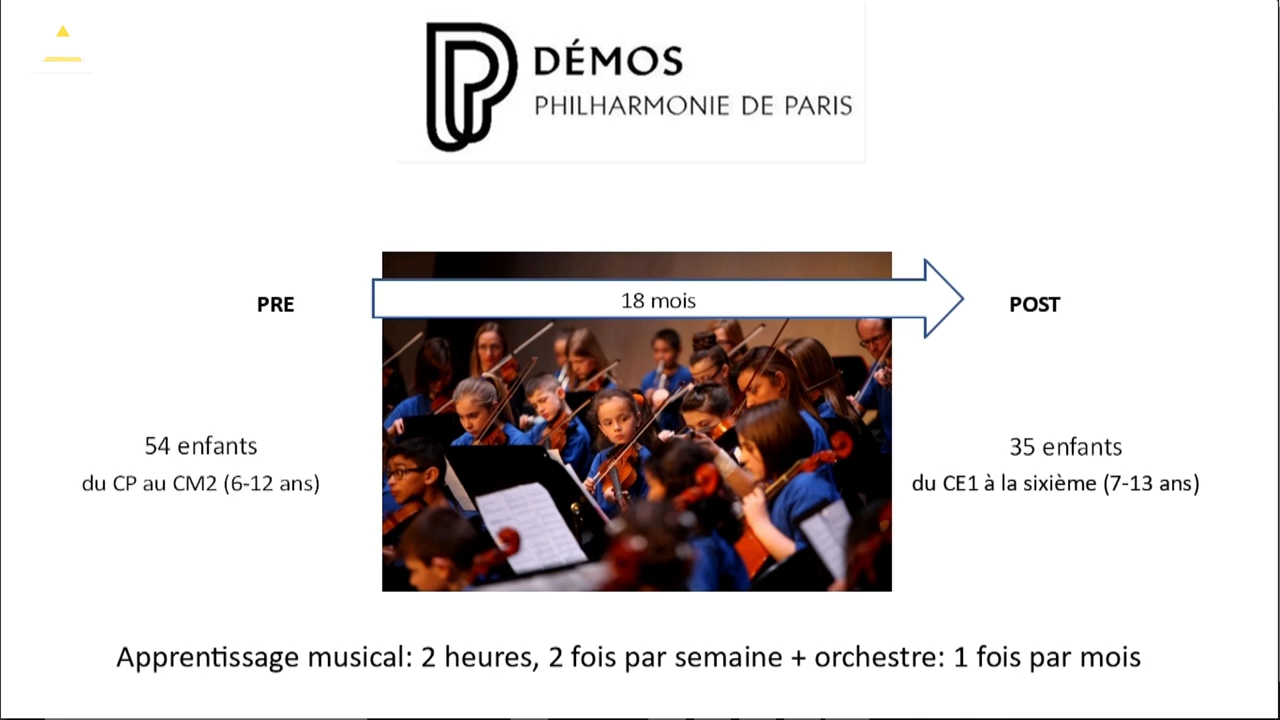 DÉMOS
PHILHARMONIE DE PARIS
PRE
18 mois
POST
54 enfants
du CP au CM2 (6-12 ans)
35 enfants
du CE1 à la sixième (7-13 ans)
Apprentissage musical: 2 heures, 2 fois par semaine + orchestre: 1 fois par mois